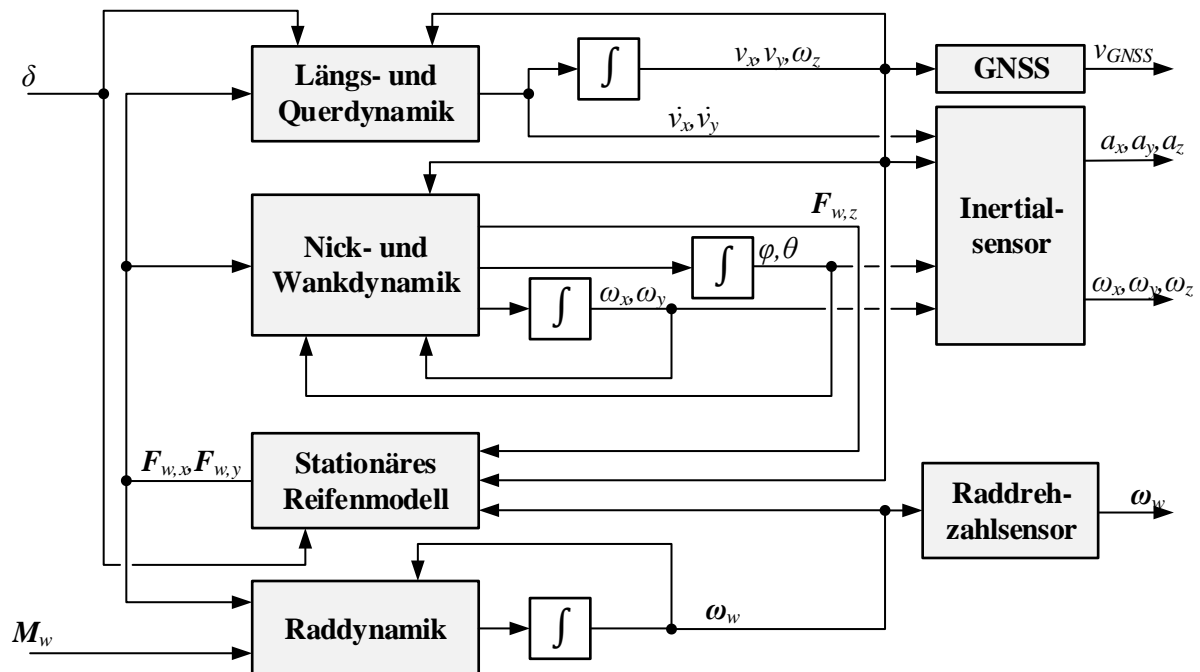 δ
Längs- und
Querdynamik
∫
v_x, v_y, ω_z
GNSS
v_GNSS
v̇_x, v̇_y
Inertial-
sensor
a_x, a_y, a_z
ω_x, ω_y, ω_z
Nick- und
Wankdynamik
F_w,z
∫
φ, θ
∫
ω_x, ω_y
F_w,x, F_w,y
Stationäres
Reifenmodell
Raddreh-
zahlsensor
ω_w
M_w
Raddynamik
∫
ω_w